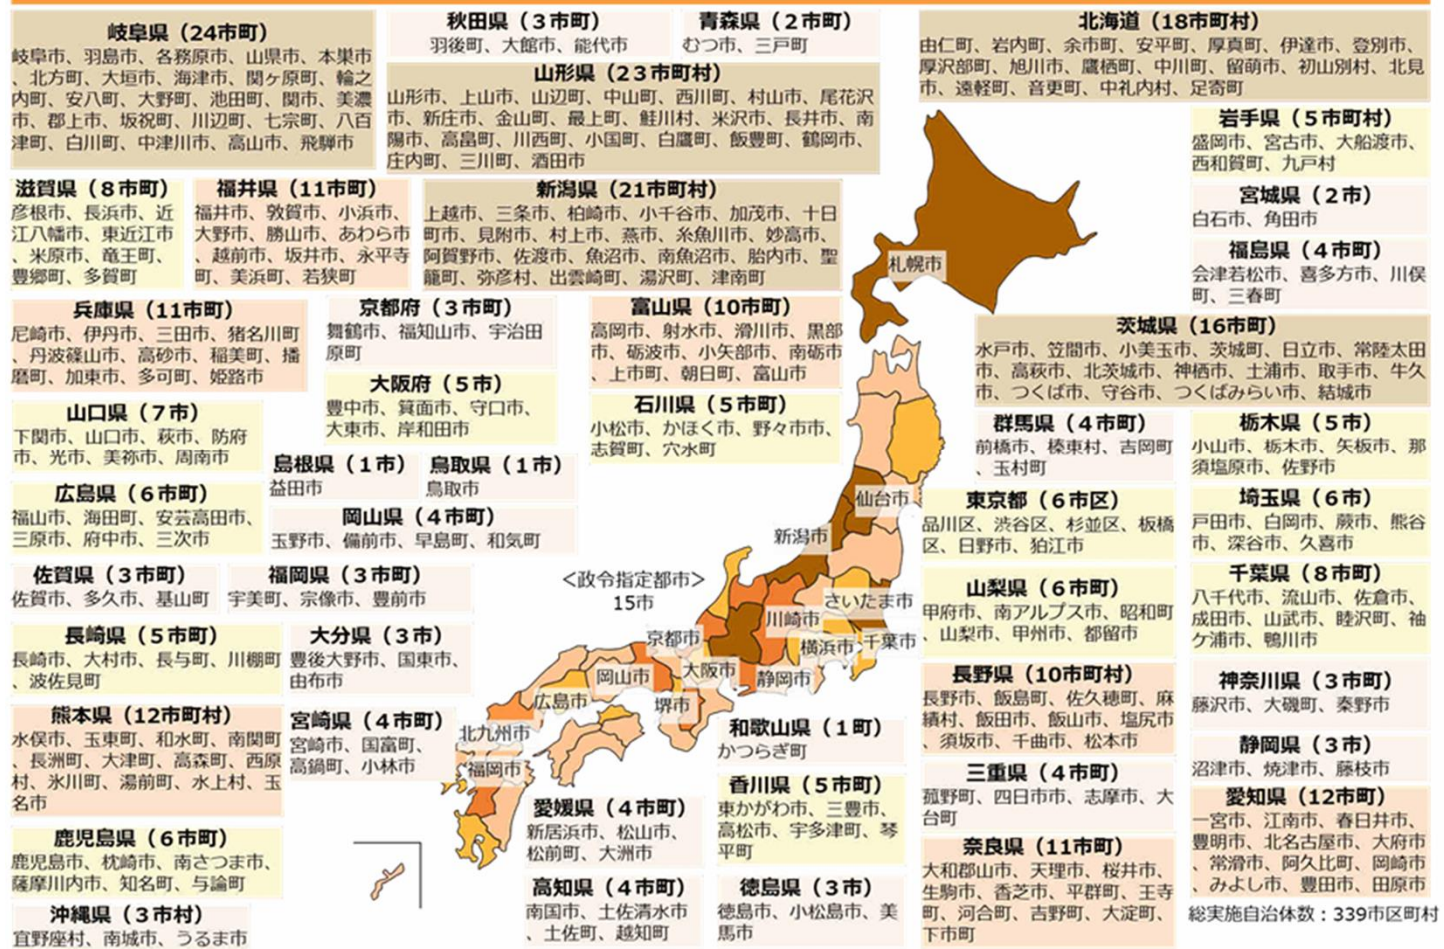 岐阜県（24市町）
岐阜市、羽島市、各務原市、山県市、本巣市
、北方町、大垣市、海津市、関ヶ原町、輪之
内町、安八町、大野町、池田町、関市、美濃
市、郡上市、坂祝町、川辺町、七宗町、八百
津町、白川町、中津川市、高山市、飛騨市
秋田県（３市町）
羽後町、大館市、能代市
青森県（２市町）
むつ市、三戸町
北海道（18市町村）
由仁町、岩内町、余市町、安平町、厚真町、伊達市、登別市、
厚沢部町、旭川市、鷹栖町、中川町、留萌市、初山別村、北見
市、遠軽町、音更町、中札内村、足寄町
山形県（２３市町村）
山形市、上山市、山辺町、中山町、西川町、村山市、尾花沢
市、新庄市、金山町、最上町、鮭川村、米沢市、長井市、南
陽市、高畠町、川西町、小国町、白鷹町、飯豊町、鶴岡市、
庄内町、三川町、酒田市
岩手県（５市町村）
盛岡市、宮古市、大船渡市、
西和賀町、九戸村
滋賀県（８市町）
彦根市、長浜市、近
江八幡市、東近江市
、米原市、竜王町、
豊郷町、多賀町
福井県（11市町）
福井市、敦賀市、小浜市、
大野市、勝山市、あわら市
、越前市、坂井市、永平寺
町、美浜町、若狭町
新潟県（21市町村）
上越市、三条市、柏崎市、小千谷市、加茂市、十日
町市、見附市、村上市、燕市、糸魚川市、妙高市、
阿賀野市、佐渡市、魚沼市、南魚沼市、胎内市、聖
籠町、弥彦村、出雲崎町、湯沢町、津南町
宮城県（２市）
白石市、角田市
福島県（４市町）
会津若松市、喜多方市、川俣
町、三春町
札幌市
兵庫県（11市町）
尼崎市、伊丹市、三田市、猪名川町
、丹波篠山市、高砂市、稲美町、播
磨町、加東市、多可町、姫路市
京都府（３市町）
舞鶴市、福知山市、宇治田
原町
富山県（10市町）
高岡市、射水市、滑川市、黒部
市、砺波市、小矢部市、南砺市
、上市町、朝日町、富山市
茨城県（16市町）
水戸市、笠間市、小美玉市、茨城町、日立市、常陸太田
市、高萩市、北茨城市、神栖市、土浦市、取手市、牛久
市、つくば市、守谷市、つくばみらい市、結城市
大阪府（５市）
豊中市、箕面市、守口市、
大東市、岸和田市
山口県（７市）
下関市、山口市、萩市、防府
市、光市、美祢市、周南市
石川県（５市町）
小松市、かほく市、野々市市、
志賀町、穴水町
群馬県（４市町）
前橋市、榛東村、吉岡町
、玉村町
栃木県（５市）
小山市、栃木市、矢板市、那
須塩原市、佐野市
島根県（１市）
益田市
鳥取県（１市）
鳥取市
広島県（６市町）
福山市、海田町、安芸高田市、
三原市、府中市、三次市
岡山県（４市町）
玉野市、備前市、早島町、和気町
仙台市
新潟市
東京都（６市区）
品川区、渋谷区、杉並区、板橋
区、日野市、狛江市
埼玉県（６市）
戸田市、白岡市、蕨市、熊谷
市、深谷市、久喜市
佐賀県（３市町）
佐賀市、多久市、基山町
福岡県（３市町）
宇美町、宗像市、豊前市
＜政令指定都市＞
15市
さいたま市
川崎市
京都市
横浜市
千葉市
山梨県（６市町）
甲府市、南アルプス市、昭和町
、山梨市、甲州市、都留市
千葉県（８市町）
八千代市、流山市、佐倉市、
成田市、山武市、睦沢町、袖
ケ浦市、鴨川市
長崎県（５市町）
長崎市、大村市、長与町、川棚町
、波佐見町
大分県（３市）
豊後大野市、国東市、
由布市
岡山市
大阪市
静岡市
広島市
堺市
北九州市
福岡市
長野県（10市町村）
長野市、飯島町、佐久穂町、麻
績村、飯田市、飯山市、塩尻市
、須坂市、千曲市、松本市
神奈川県（３市町）
藤沢市、大磯町、秦野市
熊本県（12市町村）
水俣市、玉東町、和水町、南関町
、長洲町、大津町、高森町、西原
村、氷川町、湯前町、水上村、玉
名市
宮崎県（４市町）
宮崎市、国富町、
高鍋町、小林市
和歌山県（１町）
かつらぎ町
静岡県（３市）
沼津市、焼津市、藤枝市
三重県（４市町）
菰野町、四日市市、志摩市、大
台町
香川県（５市町）
東かがわ市、三豊市、
高松市、宇多津町、琴
平町
愛知県（12市町）
一宮市、江南市、春日井市、
豊明市、北名古屋市、大府市
、常滑市、阿久比町、岡崎市
、みよし市、豊田市、田原市
愛媛県（４市町）
新居浜市、松山市、
松前町、大洲市
鹿児島県（６市町）
鹿児島市、枕崎市、南さつま市、
薩摩川内市、知名町、与論町
奈良県（11市町）
大和郡山市、天理市、桜井市、
生駒市、香芝市、平群町、王寺
町、河合町、吉野町、大淀町、
下市町
高知県（４市町）
南国市、土佐清水市
、土佐町、越知町
徳島県（３市）
徳島市、小松島市、美
馬市
沖縄県（３市村）
宜野座村、南城市、うるま市
総実施自治体数：339市区町村